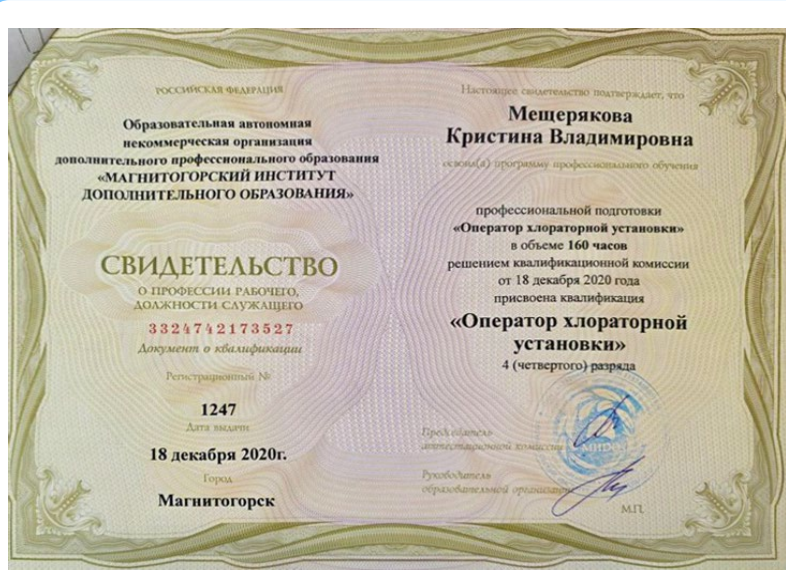 РОССИЙСКАЯ ФЕДЕРАЦИЯ
Образовательная автономная
некоммерческая организация
дополнительного профессионального образования
«МАГНИТОГОРСКИЙ ИНСТИТУТ
ДОПОЛНИТЕЛЬНОГО ОБРАЗОВАНИЯ»
СВИДЕТЕЛЬСТВО
О ПРОФЕССИИ РАБОЧЕГО,
ДОЛЖНОСТИ СЛУЖАЩЕГО
3324742173527
Документ о квалификации
Регистрационный №
1247
Дата выдачи
18 декабря 2020г.
Город
Магнитогорск
Настоящее свидетельство подтверждает, что
Мещерякова
Кристина Владимировна
освоил(а) программу профессионального обучения
профессиональной подготовки
«Оператор хлораторной установки»
в объеме 160 часов
решением квалификационной комиссии
от 18 декабря 2020 года
присвоена квалификация
«Оператор хлораторной
установки»
4 (четвертого) разряда
Председатель
аттестационной комиссии
Руководитель
образовательной организации
М.П.